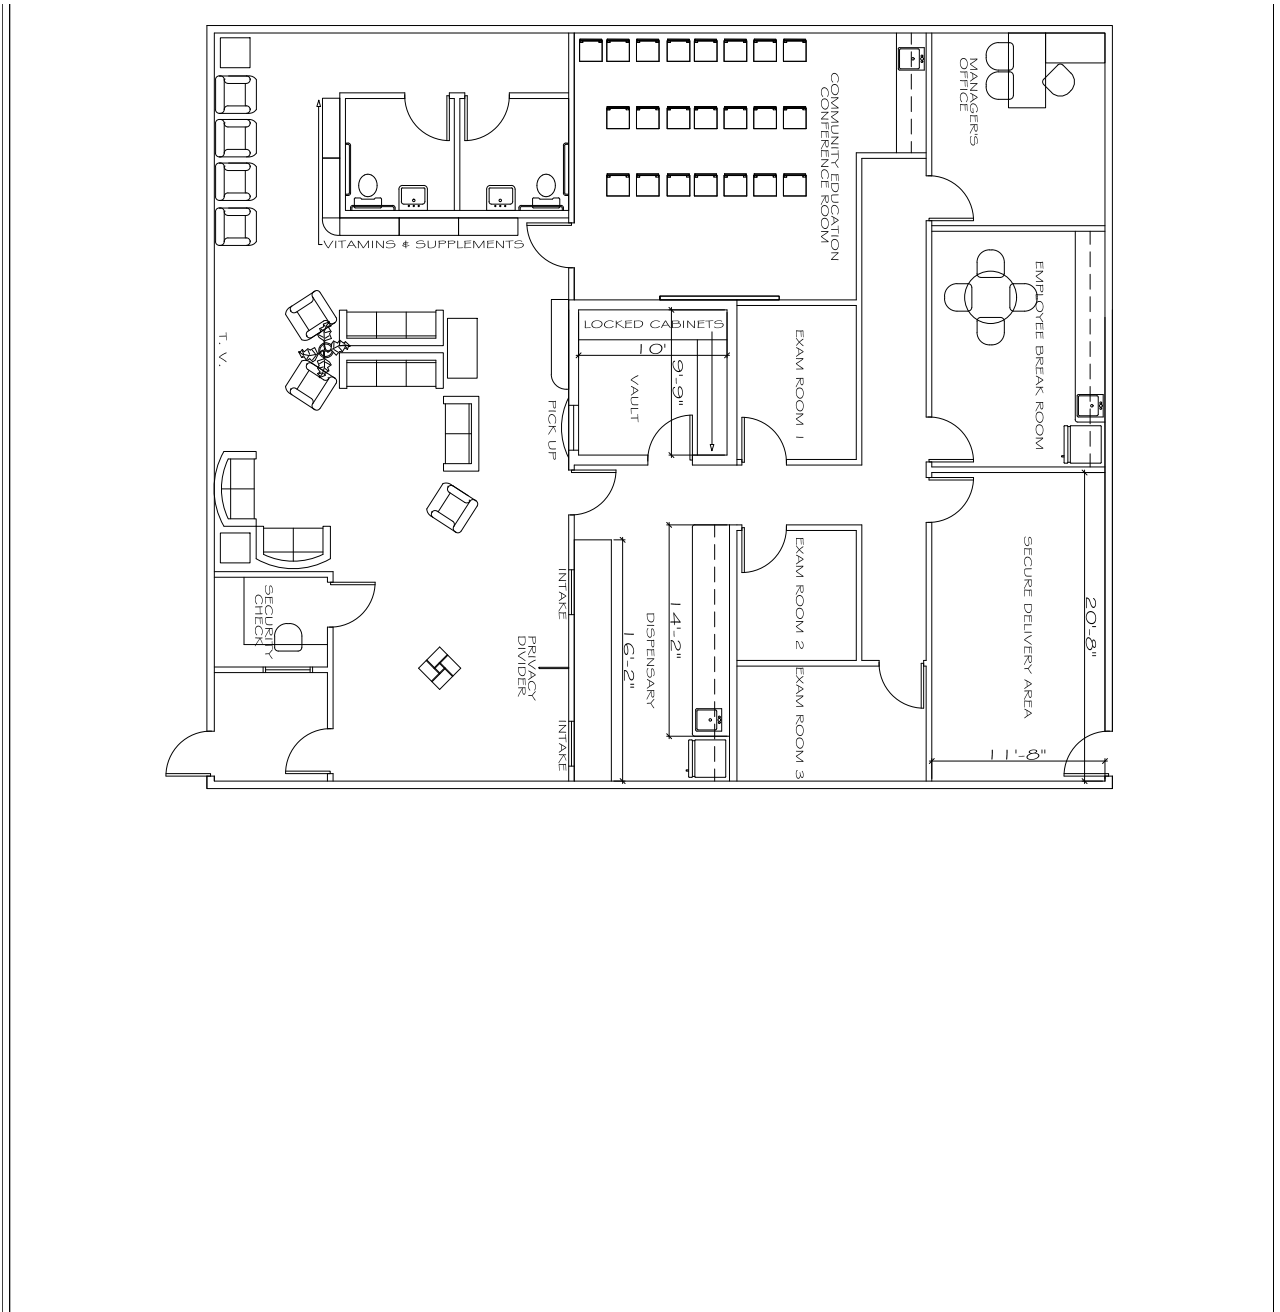 MANAGER'S
OFFICE
COMMUNITY EDUCATION
CONFERENCE ROOM
VITAMINS & SUPPLEMENTS
EMPLOYEE BREAK ROOM
LOCKED CABINETS
10'
9'-9"
VAULT
EXAM ROOM 1
T. V.
PICK UP
SECURE DELIVERY AREA
20'-8"
11'-8"
EXAM ROOM 2
EXAM ROOM 3
14'-2"
DISPENSARY
16'-2"
INTAKE
PRIVACY
DIVIDER
INTAKE
SECURITY
CHECK